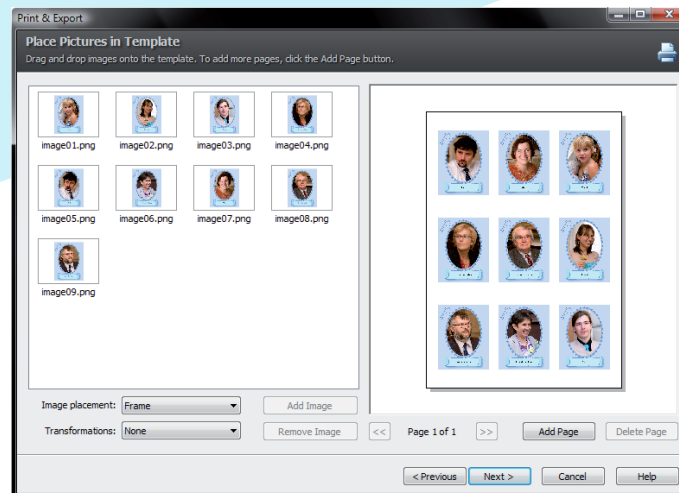 Print & Export
Place Pictures in Template
Drag and drop images onto the template. To add more pages, click the Add Page button.
image01.png
image02.png
image03.png
image04.png
image05.png
image06.png
image07.png
image08.png
image09.png
Image placement:
Frame
Add Image
Transformations:
None
Remove Image
<<
Page 1 of 1
>>
Add Page
Delete Page
< Previous
Next >
Cancel
Help